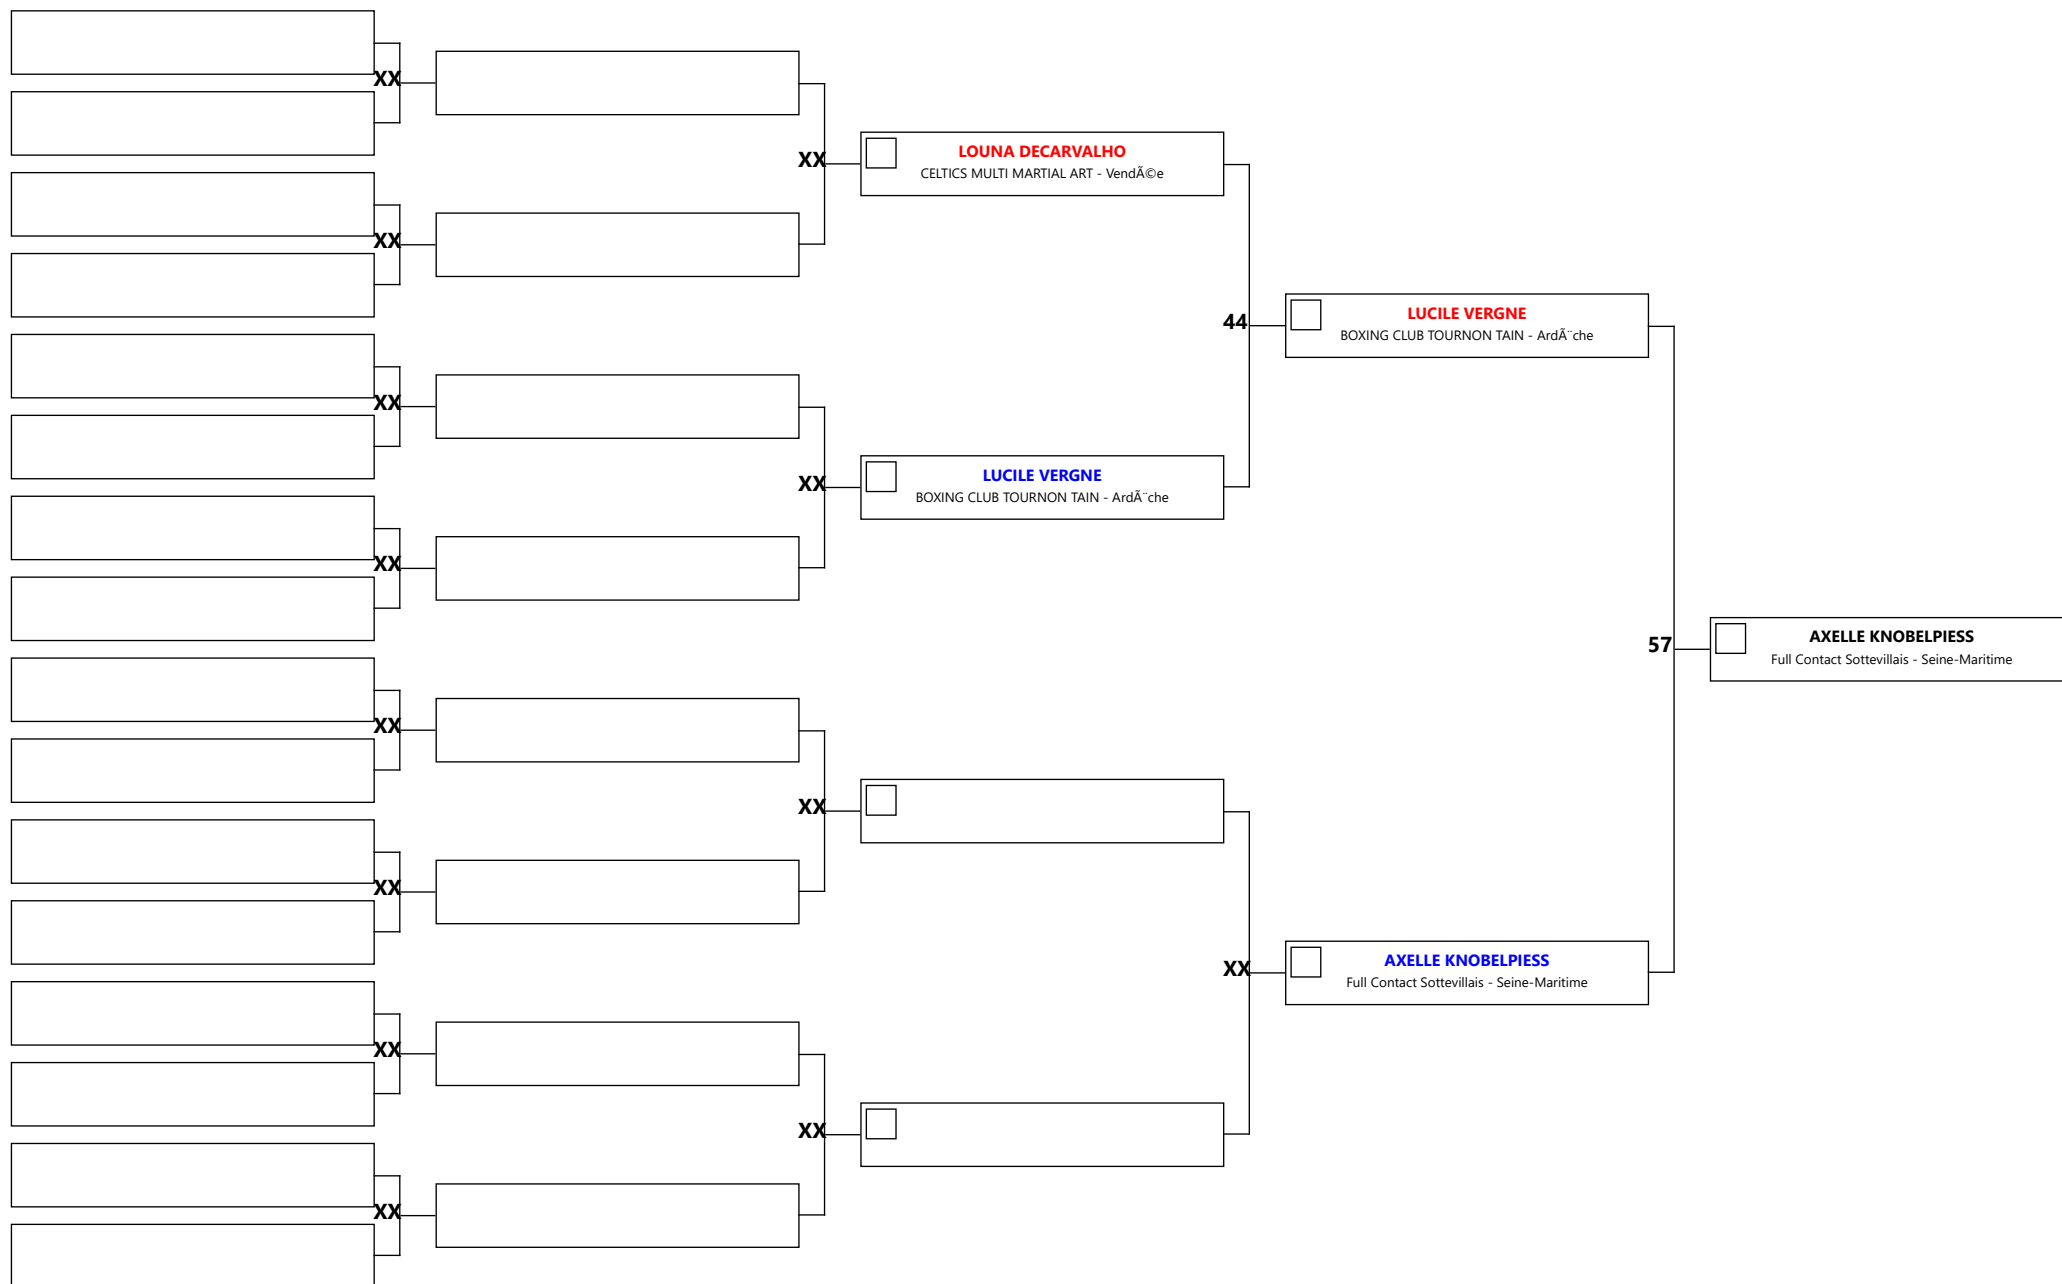 XX
XX
LOUNA DECARVALHO
CELTICS MULTI MARTIAL ART - VendÃ©e
XX
44
LUCILE VERGNE
BOXING CLUB TOURNON TAIN - ArdÃ¨che
XX
XX
LUCILE VERGNE
BOXING CLUB TOURNON TAIN - ArdÃ¨che
XX
57
AXELLE KNOBELPIESS
Full Contact Sottevillais - Seine-Maritime
XX
XX
XX
XX
AXELLE KNOBELPIESS
Full Contact Sottevillais - Seine-Maritime
XX
XX
XX